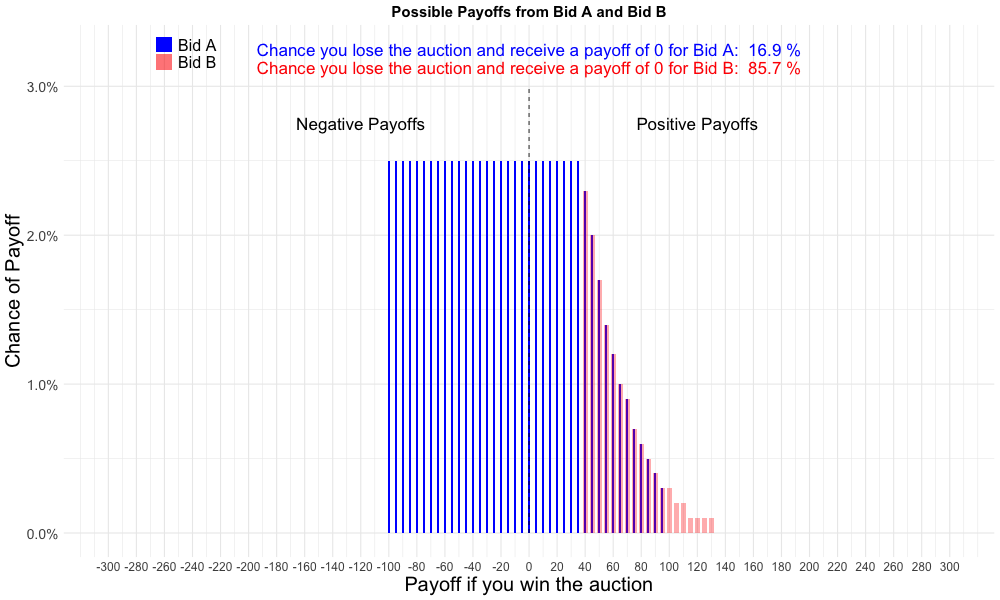 Possible Payoffs from Bid A and Bid B
Bid A
Bid B
Chance you lose the auction and receive a payoff of 0 for Bid A: 16.9 %
Chance you lose the auction and receive a payoff of 0 for Bid B: 85.7 %
Negative Payoffs
Positive Payoffs
Chance of Payoff
3.0%
2.0%
1.0%
0.0%
-300 -280 -260 -240 -220 -200 -180 -160 -140 -120 -100 -80 -60 -40 -20 0 20 40 60 80 100 120 140 160 180 200 220 240 260 280 300
Payoff if you win the auction